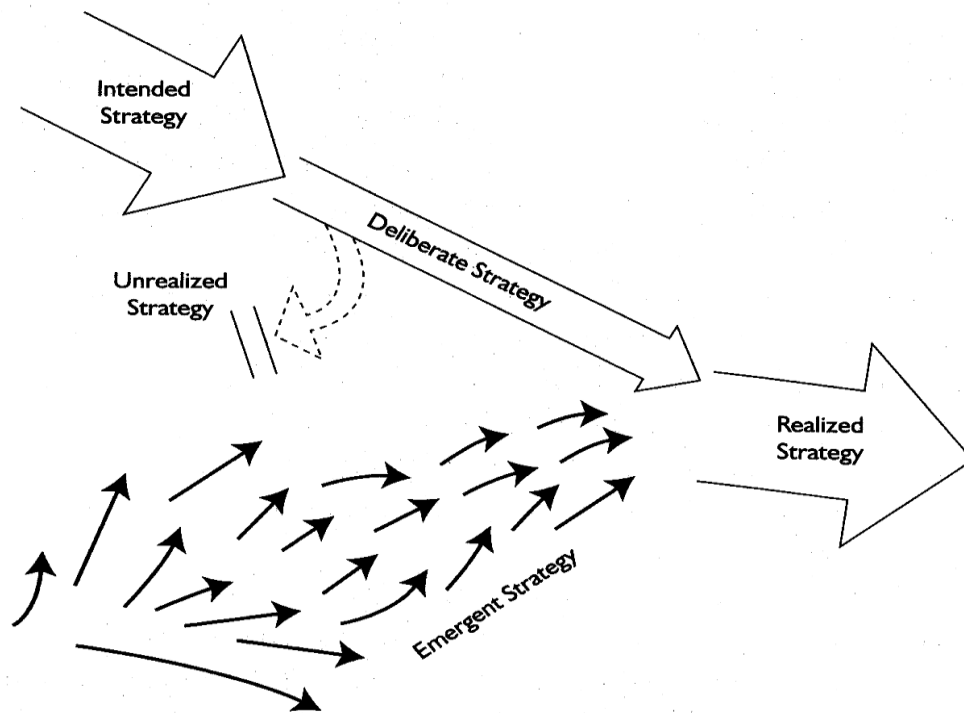 Intended
Strategy
Deliberate Strategy
Unrealized
Strategy
Realized
Strategy
Emergent Strategy